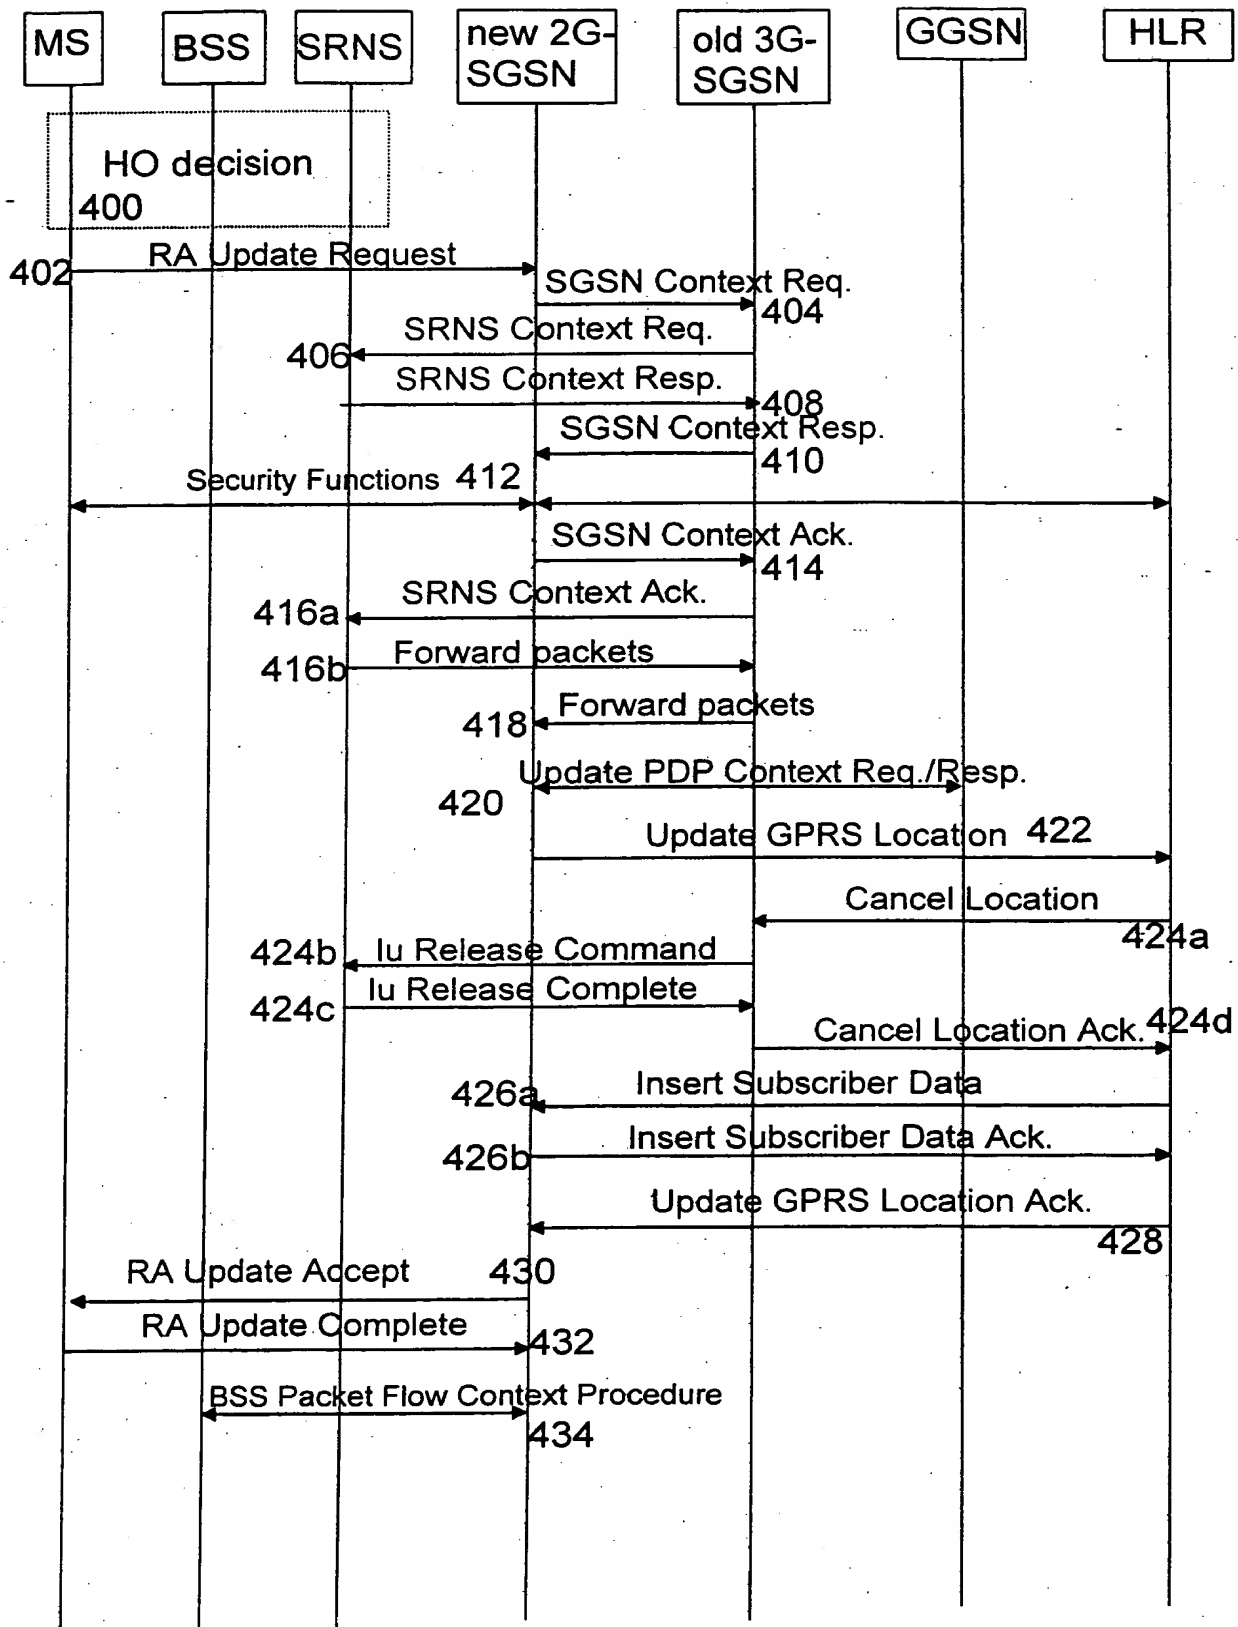 MS
BSS
SRNS
new 2G-
SGSN
old 3G-
SGSN
GGSN
HLR
HO decision
400
402
RA Update Request
SGSN Context Req.
404
SRNS Context Req.
406
SRNS Context Resp.
408
SGSN Context Resp.
410
Security Functions 412
SGSN Context Ack.
414
SRNS Context Ack.
416a
Forward packets
416b
Forward packets
418
Update PDP Context Req./Resp.
420
Update GPRS Location 422
Cancel Location
424a
424b Iu Release Command
Iu Release Complete
424c
Cancel Location Ack. 424d
Insert Subscriber Data
426a
Insert Subscriber Data Ack.
426b
Update GPRS Location Ack.
428
RA Update Accept 430
RA Update Complete
432
BSS Packet Flow Context Procedure
434